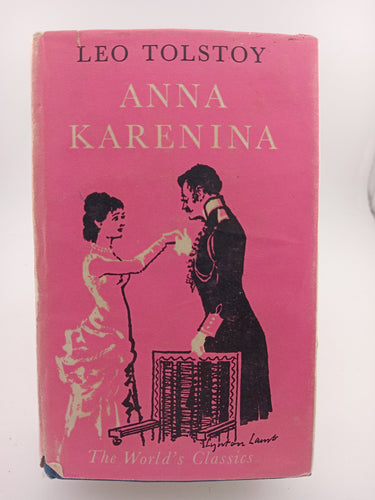 LEO TOLSTOY
ANNA
KARENINA
Lynton Lamb
The World's Classics